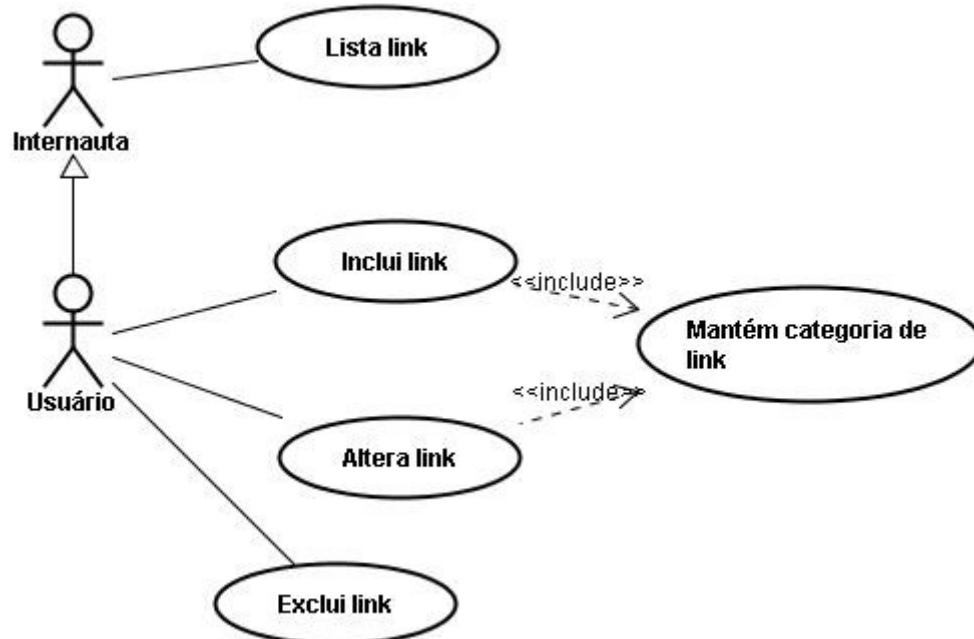 Lista link
Internauta
Inclui link
<<include>>
Mantém categoria de
link
<<include>>
Usuário
Altera link
Exclui link